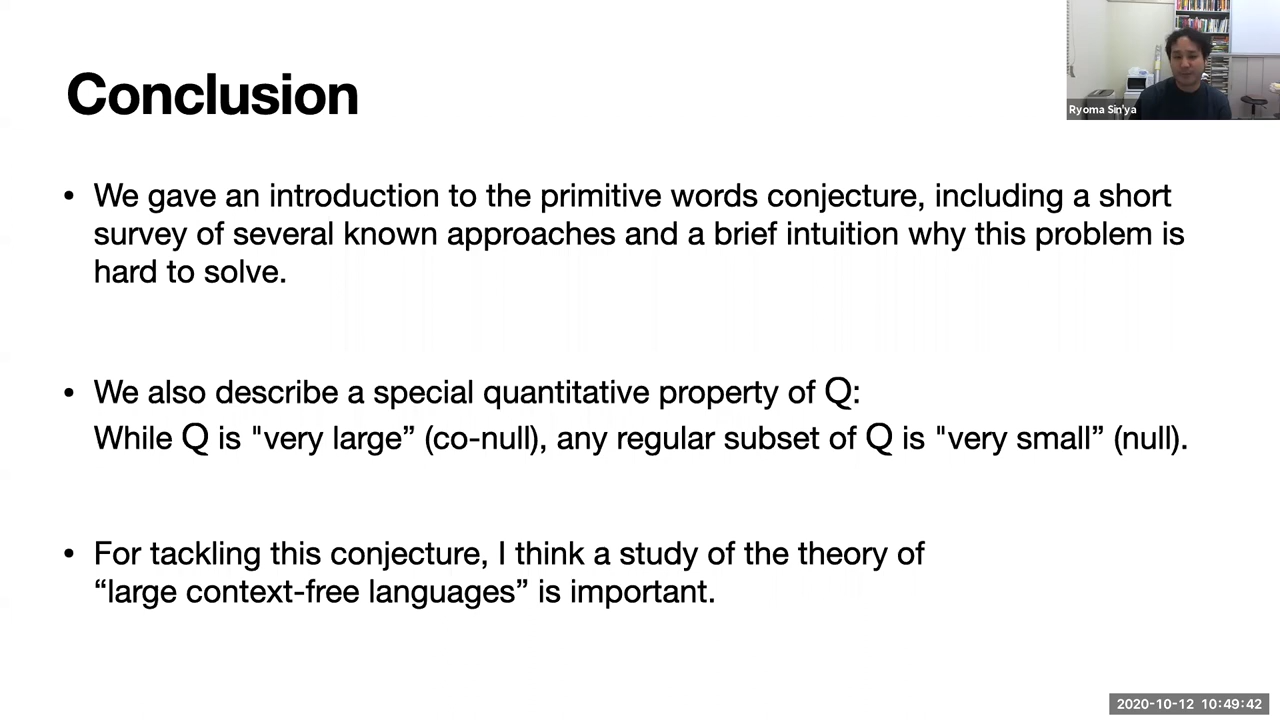 Conclusion
Ryoma Sin'ya
• We gave an introduction to the primitive words conjecture, including a short
survey of several known approaches and a brief intuition why this problem is
hard to solve.
• We also describe a special quantitative property of Q:
While Q is "very large” (co-null), any regular subset of Q is "very small” (null).
• For tackling this conjecture, I think a study of the theory of
“large context-free languages” is important.
2020-10-12 10:49:42